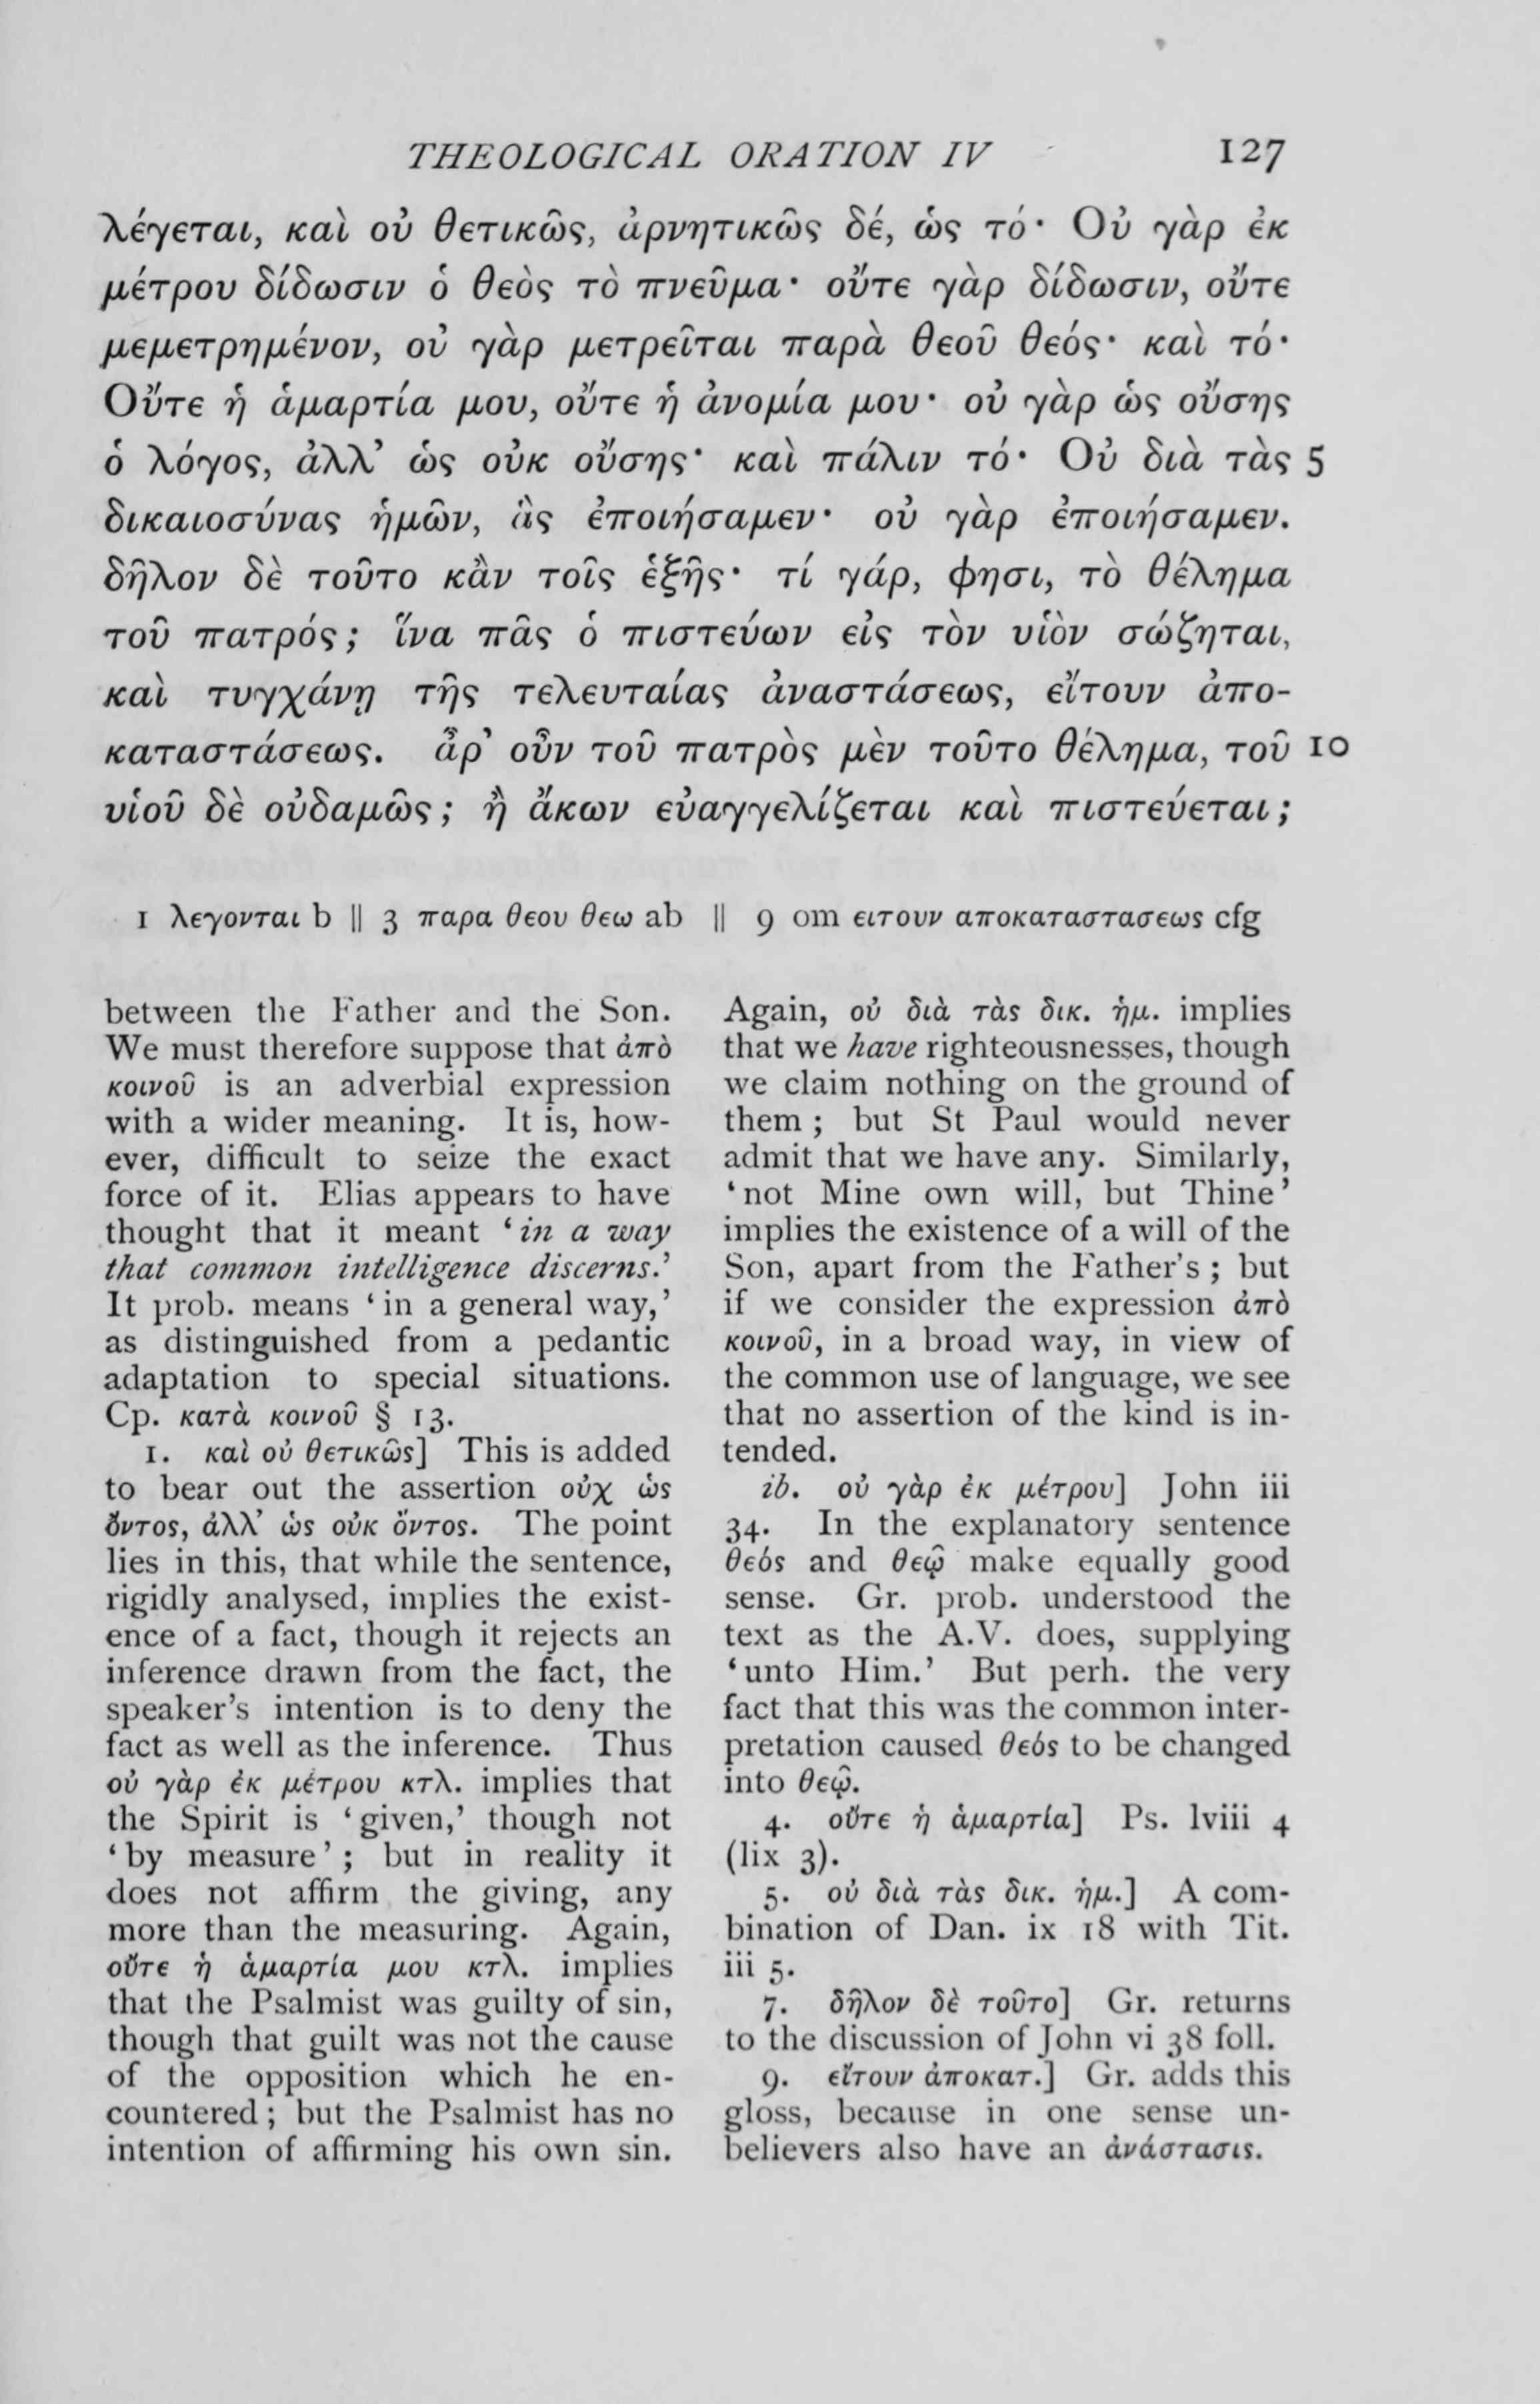 THEOLOGICAL ORATION IV 127
λέγεται, καὶ οὐ θετικῶς, ἀρνητικῶς δέ, ὡς τό· Οὐ γὰρ ἐκ
μέτρου δίδωσιν ὁ θεὸς τὸ πνεῦμα· οὔτε γὰρ δίδωσιν, οὔτε
μεμετρημένον, οὐ γὰρ μετρεῖται παρὰ θεοῦ θεός· καὶ τό·
Οὔτε ἡ ἁμαρτία μου, οὔτε ἡ ἀνομία μου· οὐ γὰρ ὡς οὔσης
ὁ λόγος, ἀλλ’ ὡς οὐκ οὔσης· καὶ πάλιν τό· Οὐ διὰ τὰς 5
δικαιοσύνας ἡμῶν, ἃς ἐποιήσαμεν· οὐ γὰρ ἐποιήσαμεν.
δῆλον δὲ τοῦτο κἂν τοῖς ἑξῆς· τί γάρ, φησι, τὸ θέλημα
τοῦ πατρός; ἵνα πᾶς ὁ πιστεύων εἰς τὸν υἱὸν σώζηται,
καὶ τυγχάνῃ τῆς τελευταίας ἀναστάσεως, εἴτουν ἀπο-
καταστάσεως. ἆρ’ οὖν τοῦ πατρὸς μὲν τοῦτο θέλημα, τοῦ 10
υἱοῦ δὲ οὐδαμῶς; ἢ ἄκων εὐαγγελίζεται καὶ πιστεύεται;
1 λεγονται b || 3 παρα θεου θεω ab || 9 om ειτουν αποκαταστασεως cfg
between the Father and the Son.
We must therefore suppose that ἀπὸ
κοινοῦ is an adverbial expression
with a wider meaning. It is, how-
ever, difficult to seize the exact
force of it. Elias appears to have
thought that it meant ‘in a way
that common intelligence discerns.’
It prob. means ‘in a general way,’
as distinguished from a pedantic
adaptation to special situations.
Cp. κατὰ κοινοῦ § 13.
1. καὶ οὐ θετικῶς] This is added
to bear out the assertion οὐχ ὡς
ὄντος, ἀλλ’ ὡς οὐκ ὄντος. The point
lies in this, that while the sentence,
rigidly analysed, implies the exist-
ence of a fact, though it rejects an
inference drawn from the fact, the
speaker’s intention is to deny the
fact as well as the inference. Thus
οὐ γὰρ ἐκ μέτρου κτλ. implies that
the Spirit is ‘given,’ though not
‘by measure’; but in reality it
does not affirm the giving, any
more than the measuring. Again,
οὔτε ἡ ἁμαρτία μου κτλ. implies
that the Psalmist was guilty of sin,
though that guilt was not the cause
of the opposition which he en-
countered; but the Psalmist has no
intention of affirming his own sin.
Again, οὐ διὰ τὰς δικ. ἡμ. implies
that we have righteousnesses, though
we claim nothing on the ground of
them; but St Paul would never
admit that we have any. Similarly,
‘not Mine own will, but Thine’
implies the existence of a will of the
Son, apart from the Father’s; but
if we consider the expression ἀπὸ
κοινοῦ, in a broad way, in view of
the common use of language, we see
that no assertion of the kind is in-
tended.
ib. οὐ γὰρ ἐκ μέτρου] John iii
34. In the explanatory sentence
θεός and θεῷ make equally good
sense. Gr. prob. understood the
text as the A.V. does, supplying
‘unto Him.’ But perh. the very
fact that this was the common inter-
pretation caused θεός to be changed
into θεῷ.
4. οὔτε ἡ ἁμαρτία] Ps. lviii 4
(lix 3).
5. οὐ διὰ τὰς δικ. ἡμ.] A com-
bination of Dan. ix 18 with Tit.
iii 5.
7. δῆλον δὲ τοῦτο] Gr. returns
to the discussion of John vi 38 foll.
9. εἴτουν ἀποκατ.] Gr. adds this
gloss, because in one sense un-
believers also have an ἀνάστασις.